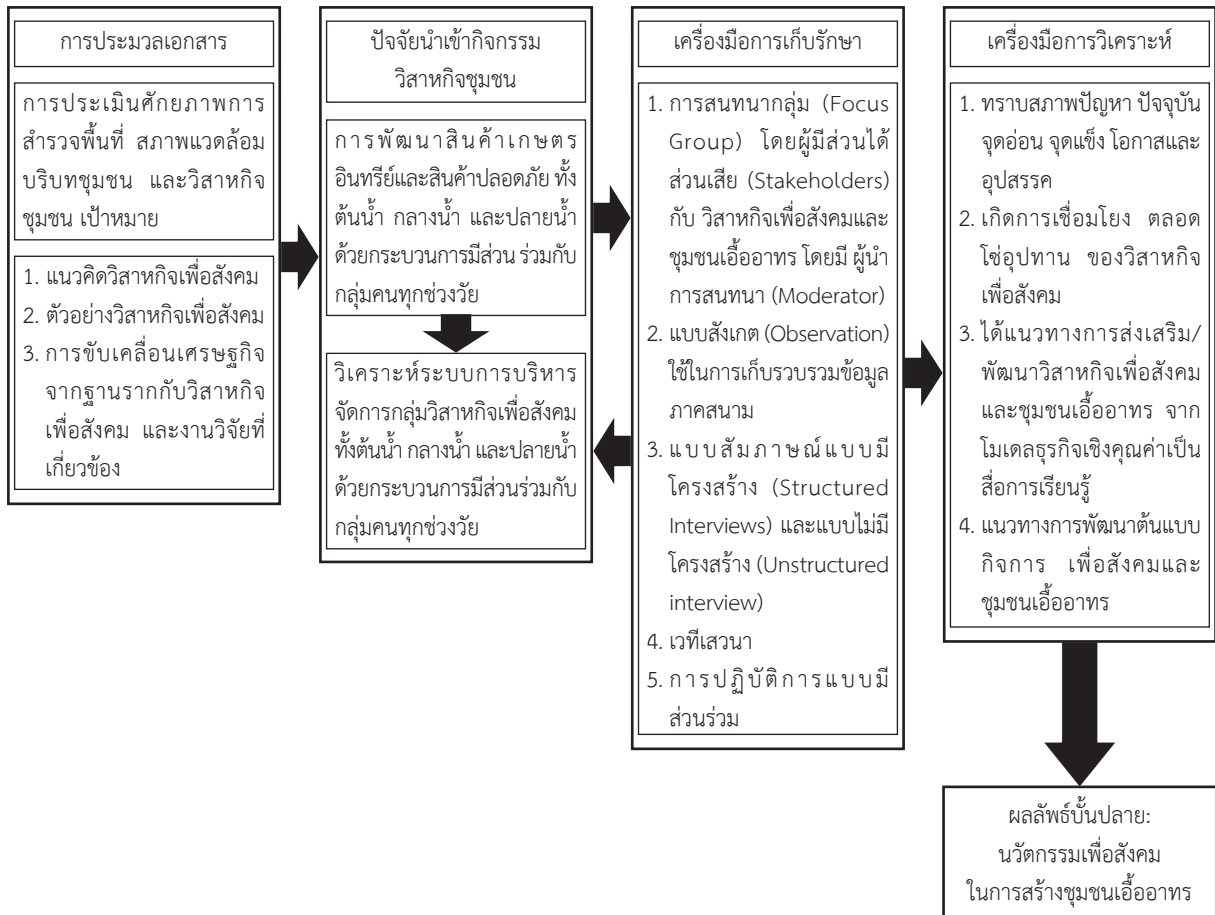 การประมวลเอกสาร
การประเมินศักยภาพการ
สำรวจพื้นที่ สภาพแวดล้อม
บริบทชุมชน และวิสาหกิจ
ชุมชน เป้าหมาย
1. แนวคิดวิสาหกิจเพื่อสังคม
2. ตัวอย่างวิสาหกิจเพื่อสังคม
3. การขับเคลื่อนเศรษฐกิจ
จากฐานรากกับวิสาหกิจ
เพื่อสังคม และงานวิจัยที่
เกี่ยวข้อง
ปัจจัยนำเข้ากิจกรรม
วิสาหกิจชุมชน
การพัฒนาสินค้าเกษตร
อินทรีย์และสินค้าปลอดภัย ทั้ง
ต้นน้ำ กลางน้ำ และปลายน้ำ
ด้วยกระบวนการมีส่วน ร่วมกับ
กลุ่มคนทุกช่วงวัย
วิเคราะห์ระบบการบริหาร
จัดการกลุ่มวิสาหกิจเพื่อสังคม
ทั้งต้นน้ำ กลางน้ำ และปลายน้ำ
ด้วยกระบวนการมีส่วนร่วมกับ
กลุ่มคนทุกช่วงวัย
เครื่องมือการเก็บรักษา
1. การสนทนากลุ่ม (Focus
Group) โดยผู้มีส่วนได้
ส่วนเสีย (Stakeholders)
กับ วิสาหกิจเพื่อสังคมและ
ชุมชนเอื้ออาทร โดยมี ผู้นำ
การสนทนา (Moderator)
2. แบบสังเกต (Observation)
ใช้ในการเก็บรวบรวมข้อมูล
ภาคสนาม
3. แบบสัมภาษณ์แบบมี
โครงสร้าง (Structured
Interviews) และแบบไม่มี
โครงสร้าง (Unstructured
interview)
4. เวทีเสวนา
5. การปฏิบัติการแบบมี
ส่วนร่วม
เครื่องมือการวิเคราะห์
1. ทราบสภาพปัญหา ปัจจุบัน
จุดอ่อน จุดแข็ง โอกาสและ
อุปสรรค
2. เกิดการเชื่อมโยง ตลอด
โซ่อุปทาน ของวิสาหกิจ
เพื่อสังคม
3. ได้แนวทางการส่งเสริม/
พัฒนาวิสาหกิจเพื่อสังคม
และชุมชนเอื้ออาทร จาก
โมเดลธุรกิจเชิงคุณค่าเป็น
สื่อการเรียนรู้
4. แนวทางการพัฒนาต้นแบบ
กิจการ เพื่อสังคมและ
ชุมชนเอื้ออาทร
ผลลัพธ์บั้นปลาย:
นวัตกรรมเพื่อสังคม
ในการสร้างชุมชนเอื้ออาทร